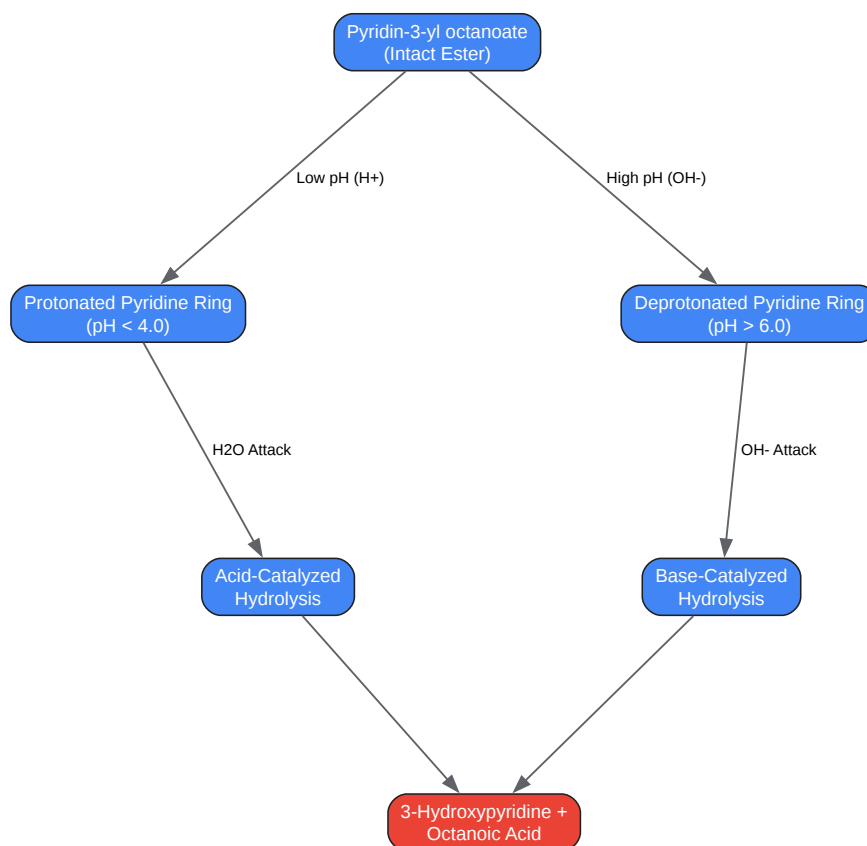 Pyridin-3-yl octanoate
(Intact Ester)
Low pH (H+)
High pH (OH-)
Protonated Pyridine Ring
(pH < 4.0)
Deprotonated Pyridine Ring
(pH > 6.0)
H2O Attack
OH- Attack
Acid-Catalyzed
Hydrolysis
Base-Catalyzed
Hydrolysis
3-Hydroxypyridine +
Octanoic Acid